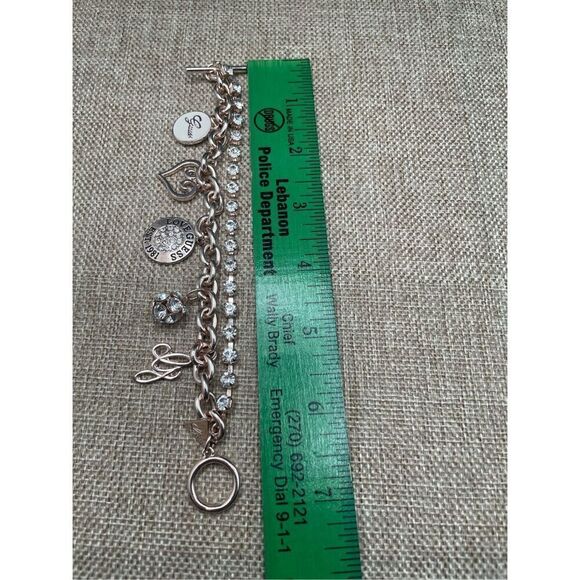 Guess
LOVE GUESS
MADE IN USA
Lebanon
Police Department
Chief
Wally Brady
Emergency Dial 9-1-1
(270) 692-2121
1
2
3
4
5
6
7